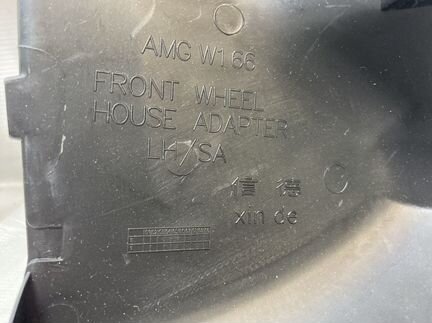 AMG W166
FRONT WHEEL
HOUSE ADAPTER
LH/SA
信 德
xin de